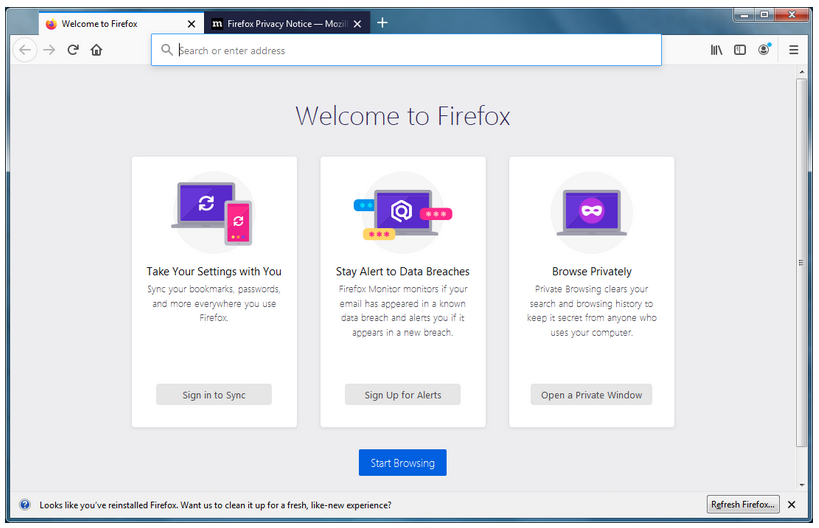 Welcome to Firefox
Firefox Privacy Notice — Mozil
Search or enter address
Welcome to Firefox
Take Your Settings with You
Sync your bookmarks, passwords,
and more everywhere you use
Firefox.
Sign in to Sync
Stay Alert to Data Breaches
Firefox Monitor monitors if your
email has appeared in a known
data breach and alerts you if it
appears in a new breach.
Sign Up for Alerts
Browse Privately
Private Browsing clears your
search and browsing history to
keep it secret from anyone who
uses your computer.
Open a Private Window
Start Browsing
Looks like you've reinstalled Firefox. Want us to clean it up for a fresh, like-new experience?
Refresh Firefox...